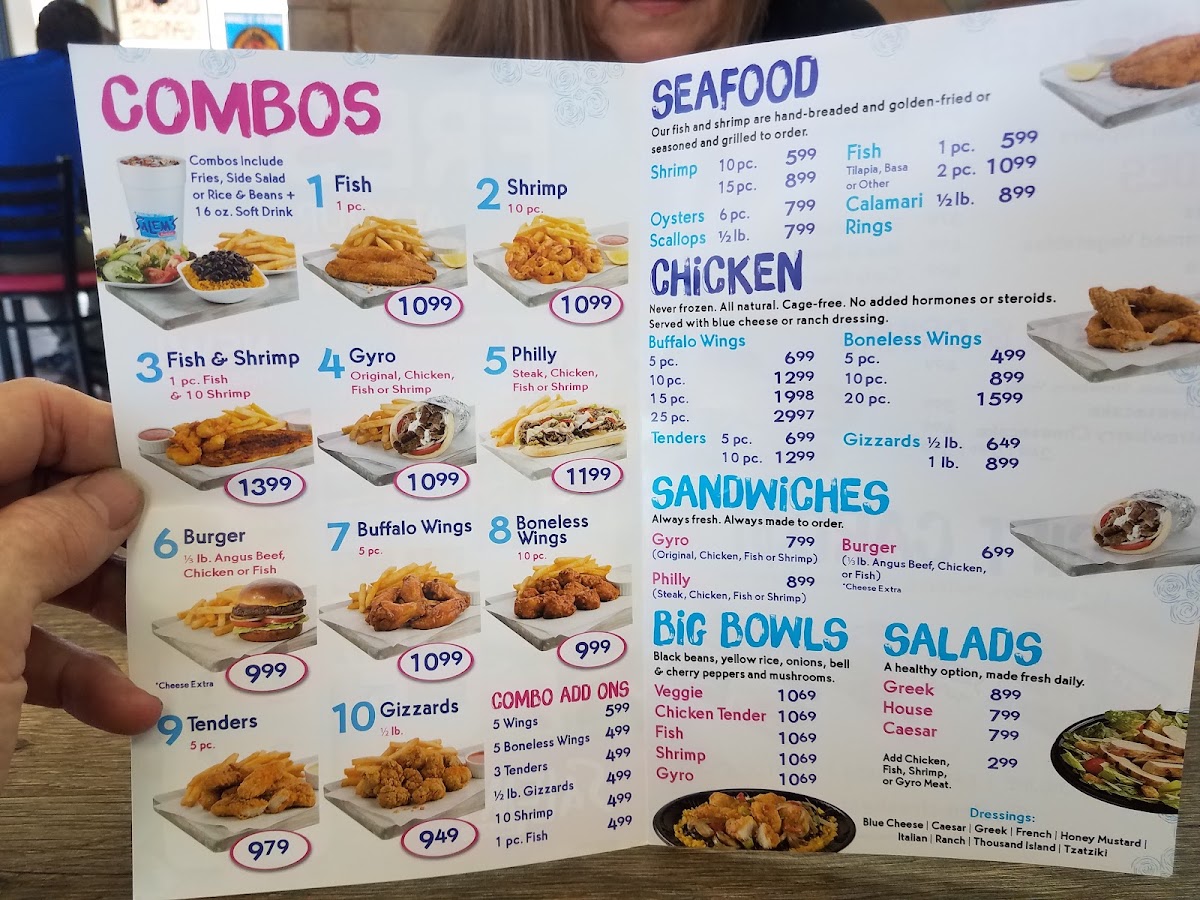 COMBOS
Combos Include
Fries, Side Salad
or Rice & Beans +
16 oz. Soft Drink
SALEM'S
1 Fish
1 pc.
1099
2 Shrimp
10 pc.
1099
3 Fish & Shrimp
1 pc. Fish
& 10 Shrimp
1399
4 Gyro
Original, Chicken,
Fish or Shrimp
1099
5 Philly
Steak, Chicken,
Fish or Shrimp
1199
6 Burger
⅓ lb. Angus Beef,
Chicken or Fish
*Cheese Extra
999
7 Buffalo Wings
5 pc.
1099
8 Boneless
Wings
10 pc.
999
9 Tenders
5 pc.
979
10 Gizzards
½ lb.
949
COMBO ADD ONS
5 Wings 599
5 Boneless Wings 499
3 Tenders 499
½ lb. Gizzards 499
10 Shrimp 499
1 pc. Fish 499
SEAFOOD
Our fish and shrimp are hand-breaded and golden-fried or
seasoned and grilled to order.
Shrimp 10 pc. 599
15 pc. 899
Oysters 6 pc. 799
Scallops ½ lb. 799
Fish 1 pc. 599
Tilapia, Basa 2 pc. 1099
or Other
Calamari ½ lb. 899
Rings
CHiCKEN
Never frozen. All natural. Cage-free. No added hormones or steroids.
Served with blue cheese or ranch dressing.
Buffalo Wings
5 pc. 699
10 pc. 1299
15 pc. 1998
25 pc. 2997
Tenders 5 pc. 699
10 pc. 1299
Boneless Wings
5 pc. 499
10 pc. 899
20 pc. 1599
Gizzards ½ lb. 649
1 lb. 899
SANDWiCHES
Always fresh. Always made to order.
Gyro 799
(Original, Chicken, Fish or Shrimp)
Philly 899
(Steak, Chicken, Fish or Shrimp)
Burger 699
(⅓ lb. Angus Beef, Chicken,
or Fish)
*Cheese Extra
BiG BOWLS
Black beans, yellow rice, onions, bell
& cherry peppers and mushrooms.
Veggie 1069
Chicken Tender 1069
Fish 1069
Shrimp 1069
Gyro 1069
SALADS
A healthy option, made fresh daily.
Greek 899
House 799
Caesar 799
Add Chicken, 299
Fish, Shrimp,
or Gyro Meat.
Dressings:
Blue Cheese | Caesar | Greek | French | Honey Mustard |
Italian | Ranch | Thousand Island | Tzatziki